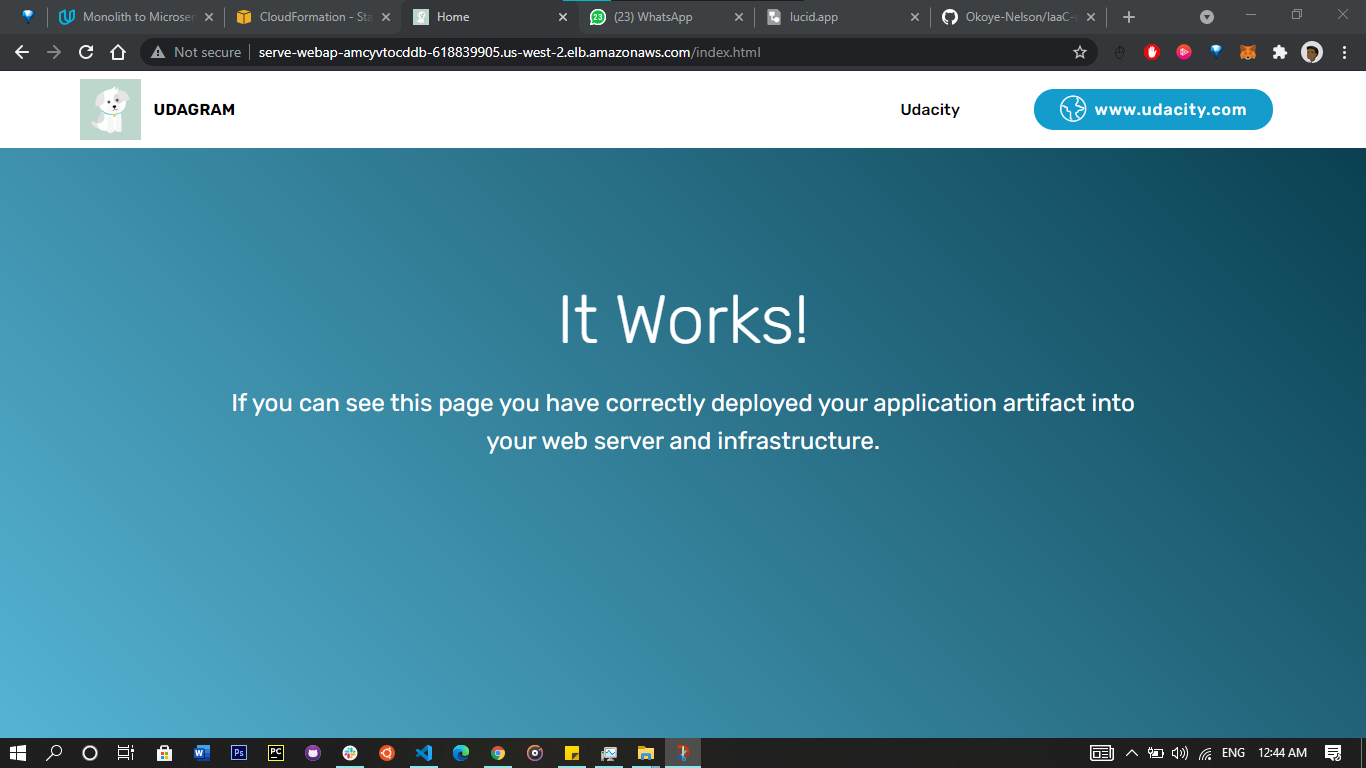 Monolith to Microser
CloudFormation - Sta
Home
(23) WhatsApp
lucid.app
Okoye-Nelson/IaaC-
Not secure
serve-webap-amcyvtocddb-618839905.us-west-2.elb.amazonaws.com/index.html
UDAGRAM
Udacity
www.udacity.com
It Works!
If you can see this page you have correctly deployed your application artifact into
your web server and infrastructure.
ENG
12:44 AM